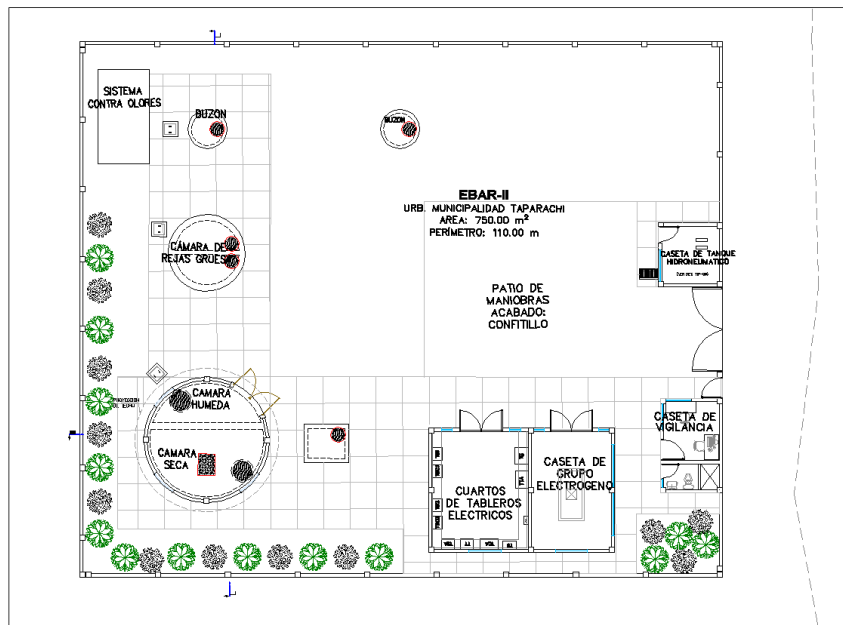 SISTEMA
CONTRA OLORES
BUZON
BUZON
EBAR-II
URB. MUNICIPALIDAD TAPARACHI
AREA: 750.00 m²
PERÍMETRO: 110.00 m
CAMARA DE
REJAS GRUESAS
CASETA DE TANQUE
HIDRONEUMATICO
PATIO DE
MANIOBRAS
ACABADO:
CONFITILLO
CAMARA
HUMEDA
CAMARA
SECA
CASETA DE
VIGILANCIA
CASETA DE
GRUPO
ELECTROGENO
CUARTOS
DE TABLEROS
ELECTRICOS